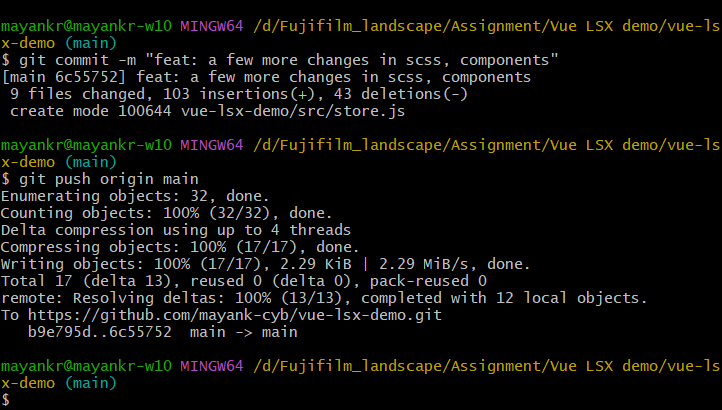 mayankr@mayankr-w10 MINGW64 /d/Fujifilm_landscape/Assignment/Vue LSX demo/vue-ls
x-demo (main)
$ git commit -m "feat: a few more changes in scss, components"
[main 6c55752] feat: a few more changes in scss, components
 9 files changed, 103 insertions(+), 43 deletions(-)
 create mode 100644 vue-lsx-demo/src/store.js

mayankr@mayankr-w10 MINGW64 /d/Fujifilm_landscape/Assignment/Vue LSX demo/vue-ls
x-demo (main)
$ git push origin main
Enumerating objects: 32, done.
Counting objects: 100% (32/32), done.
Delta compression using up to 4 threads
Compressing objects: 100% (17/17), done.
Writing objects: 100% (17/17), 2.29 KiB | 2.29 MiB/s, done.
Total 17 (delta 13), reused 0 (delta 0), pack-reused 0
remote: Resolving deltas: 100% (13/13), completed with 12 local objects.
To https://github.com/mayank-cyb/vue-lsx-demo.git
   b9e795d..6c55752  main -> main

mayankr@mayankr-w10 MINGW64 /d/Fujifilm_landscape/Assignment/Vue LSX demo/vue-ls
x-demo (main)
$